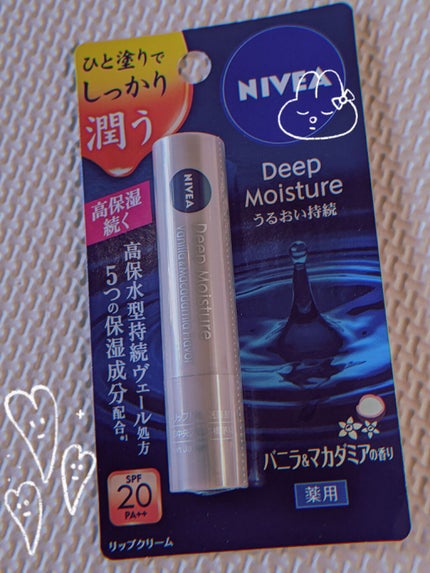 ひと塗りで
しっかり
潤う
NIVEA
Deep
Moisture
うるおい持続
高保湿
続く
高保水型持続ヴェール処方
5つの保湿成分配合
NIVEA
Deep Moisture
Vanilla & Macadamia flavor
バニラ&マカダミアの香り
薬用
SPF
20
PA++
リップクリーム